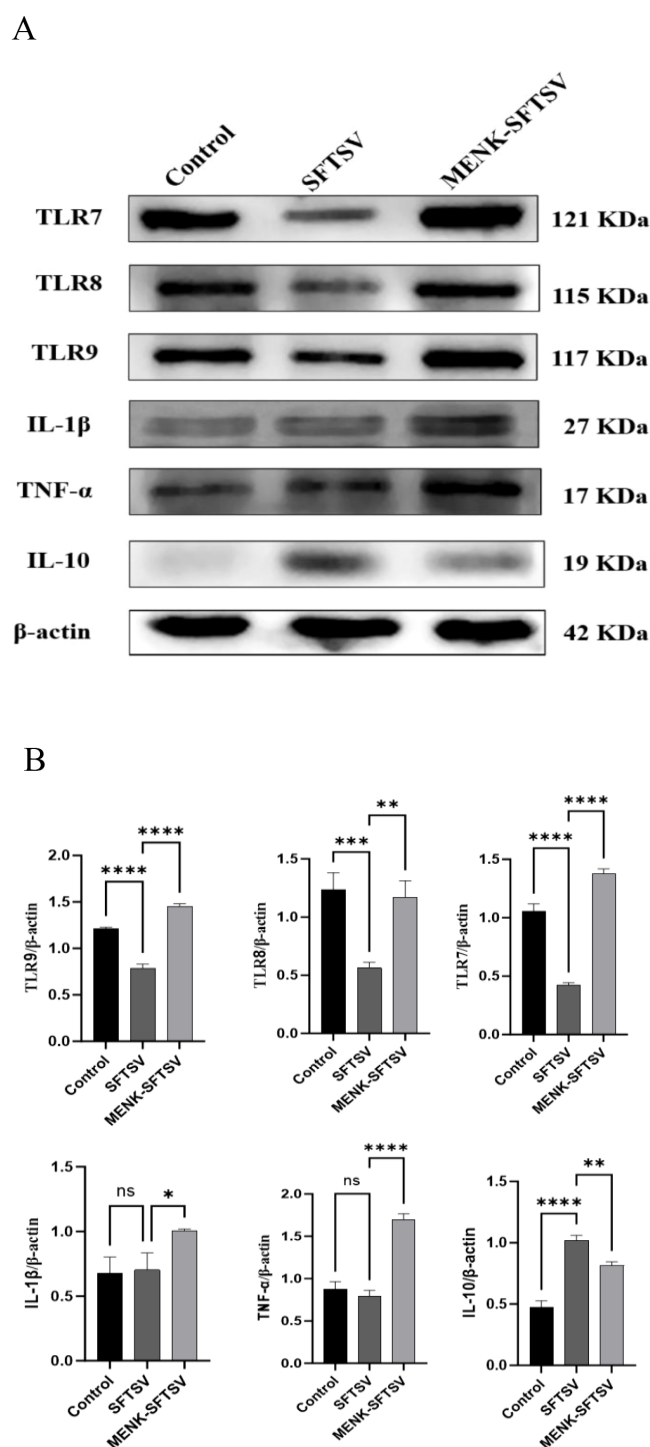 A
Control SFTSV MENK-SFTSV
TLR7 121 KDa
TLR8 115 KDa
TLR9 117 KDa
IL-1β 27 KDa
TNF-α 17 KDa
IL-10 19 KDa
β-actin 42 KDa
B
TLR9/β-actin
2.0
1.5
1.0
0.5
0.0
**** ****
Control SFTSV MENK-SFTSV
TLR8/β-actin
1.5
1.0
0.5
0.0
*** **
Control SFTSV MENK-SFTSV
TLR7/β-actin
1.5
1.0
0.5
0.0
**** ****
Control SFTSV MENK-SFTSV
IL-1β/β-actin
1.5
1.0
0.5
0.0
ns *
Control SFTSV MENK-SFTSV
TNF-α/β-actin
2.0
1.5
1.0
0.5
0.0
ns ****
Control SFTSV MENK-SFTSV
IL-10/β-actin
1.5
1.0
0.5
0.0
**** **
Control SFTSV MENK-SFTSV